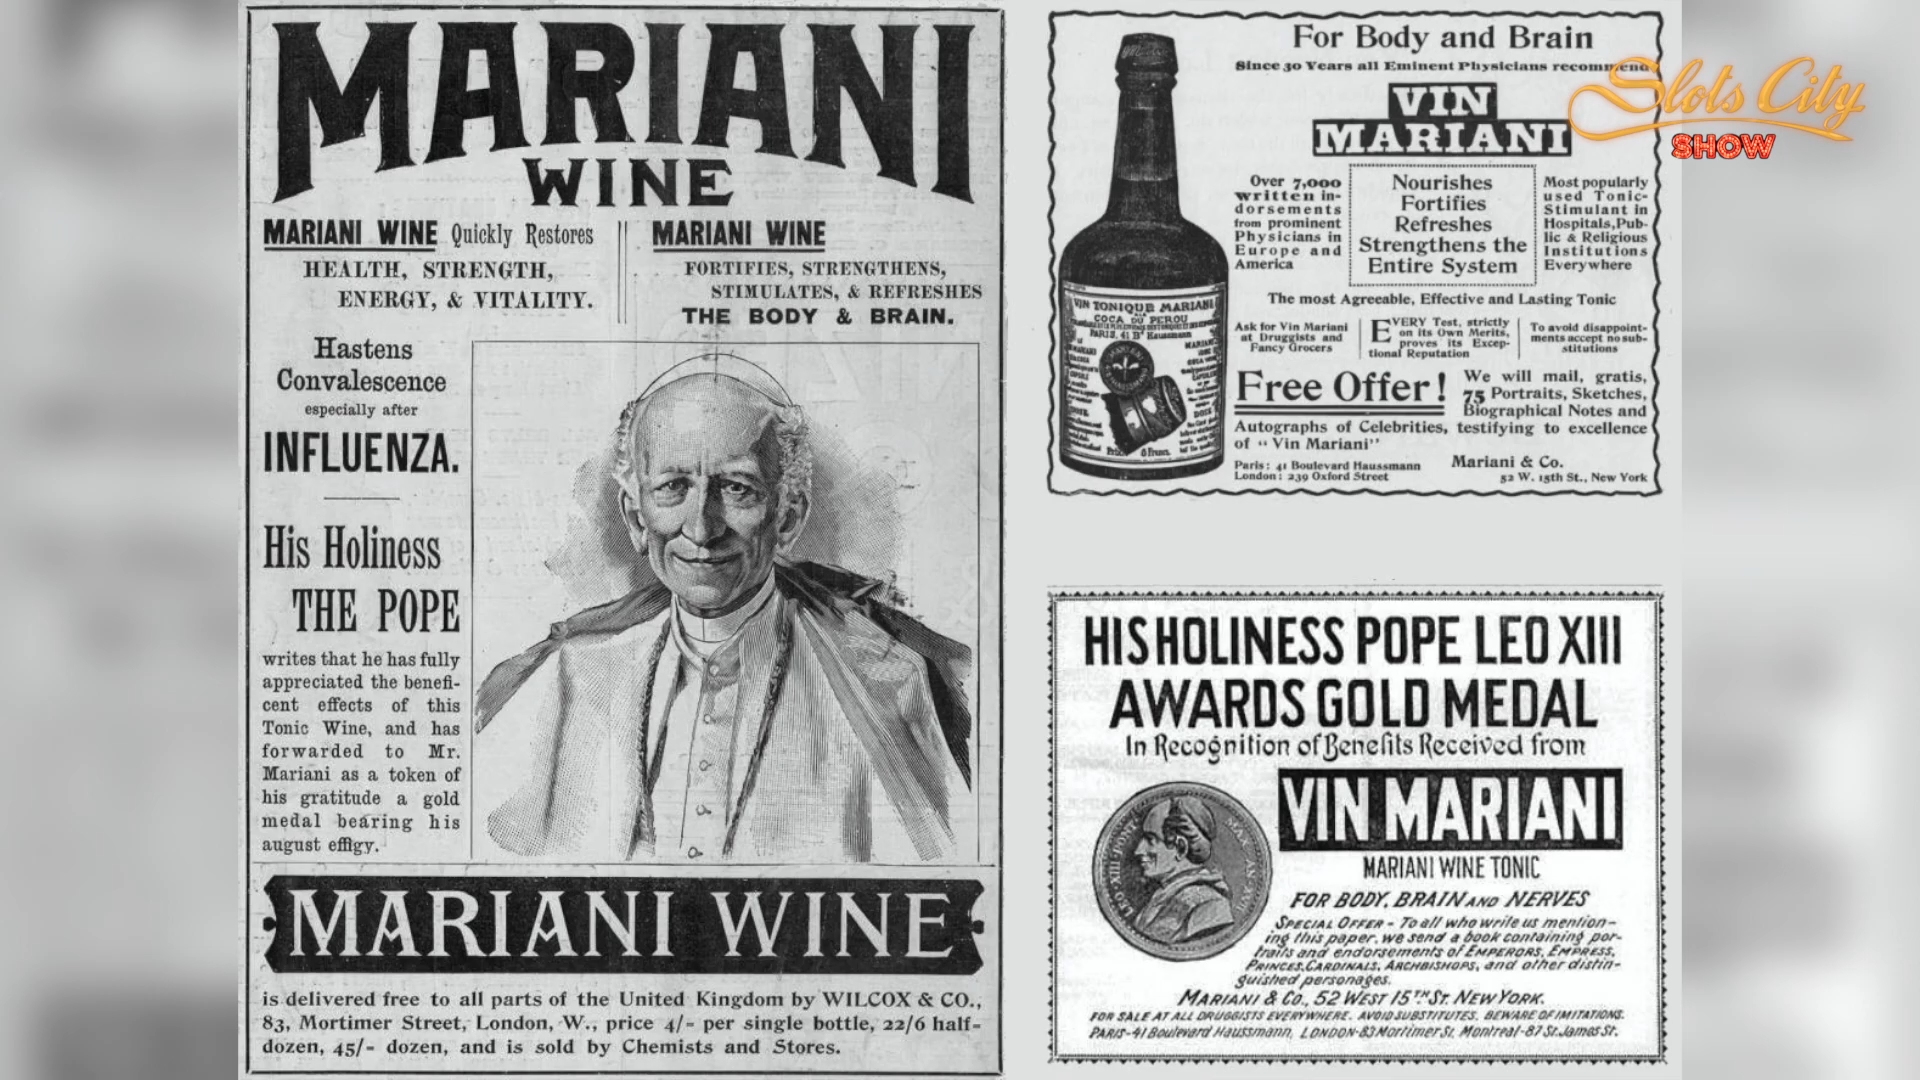 MARIANI
WINE
MARIANI WINE Quickly Restores
HEALTH, STRENGTH,
ENERGY, & VITALITY.
MARIANI WINE
FORTIFIES, STRENGTHENS,
STIMULATES, & REFRESHES
THE BODY & BRAIN.
Hastens
Convalescence
especially after
INFLUENZA.
His Holiness
THE POPE
writes that he has fully
appreciated the benefi-
cent effects of this
Tonic Wine, and has
forwarded to Mr.
Mariani as a token of
his gratitude a gold
medal bearing his
august effigy.
MARIANI WINE
is delivered free to all parts of the United Kingdom by WILCOX & CO.,
83, Mortimer Street, London, W., price 4/- per single bottle, 22/6 half-
dozen, 45/- dozen, and is sold by Chemists and Stores.
For Body and Brain
Since 30 Years all Eminent Physicians recommend
VIN
MARIANI
Over 7,000
written in-
dorsements
from prominent
Physicians in
Europe and
America
Nourishes
Fortifies
Refreshes
Strengthens the
Entire System
Most popularly
used Tonic-
Stimulant in
Hospitals, Pub-
lic & Religious
Institutions
Everywhere
The most Agreeable, Effective and Lasting Tonic
Ask for Vin Mariani
at Druggists and
Fancy Grocers
EVERY Test, strictly
on its Own Merits,
proves its Excep-
tional Reputation
To avoid disappoint-
ments accept no sub-
stitutions
Free Offer!
We will mail, gratis,
75 Portraits, Sketches,
Biographical Notes and
Autographs of Celebrities, testifying to excellence
of "Vin Mariani"
Paris: 41 Boulevard Haussmann
London: 239 Oxford Street
Mariani & Co.
52 W. 15th St., New York
VIN TONIQUE MARIANI
COCA DU PEROU
PARIS, 41 Bd Haussmann
Slots City
SHOW
HIS HOLINESS POPE LEO XIII
AWARDS GOLD MEDAL
In Recognition of Benefits Received from
VIN MARIANI
MARIANI WINE TONIC
FOR BODY, BRAIN AND NERVES
SPECIAL OFFER - To all who write us mention-
ing this paper, we send a book containing por-
traits and endorsements of EMPERORS, EMPRESS,
PRINCES, CARDINALS, ARCHBISHOPS, and other distin-
guished personages.
MARIANI & CO., 52 WEST 15TH ST. NEW YORK.
FOR SALE AT ALL DRUGGISTS EVERYWHERE. AVOID SUBSTITUTES. BEWARE OF IMITATIONS.
PARIS-41 Boulevard Haussmann, LONDON-83 Mortimer St. Montreal-87 St. James St.